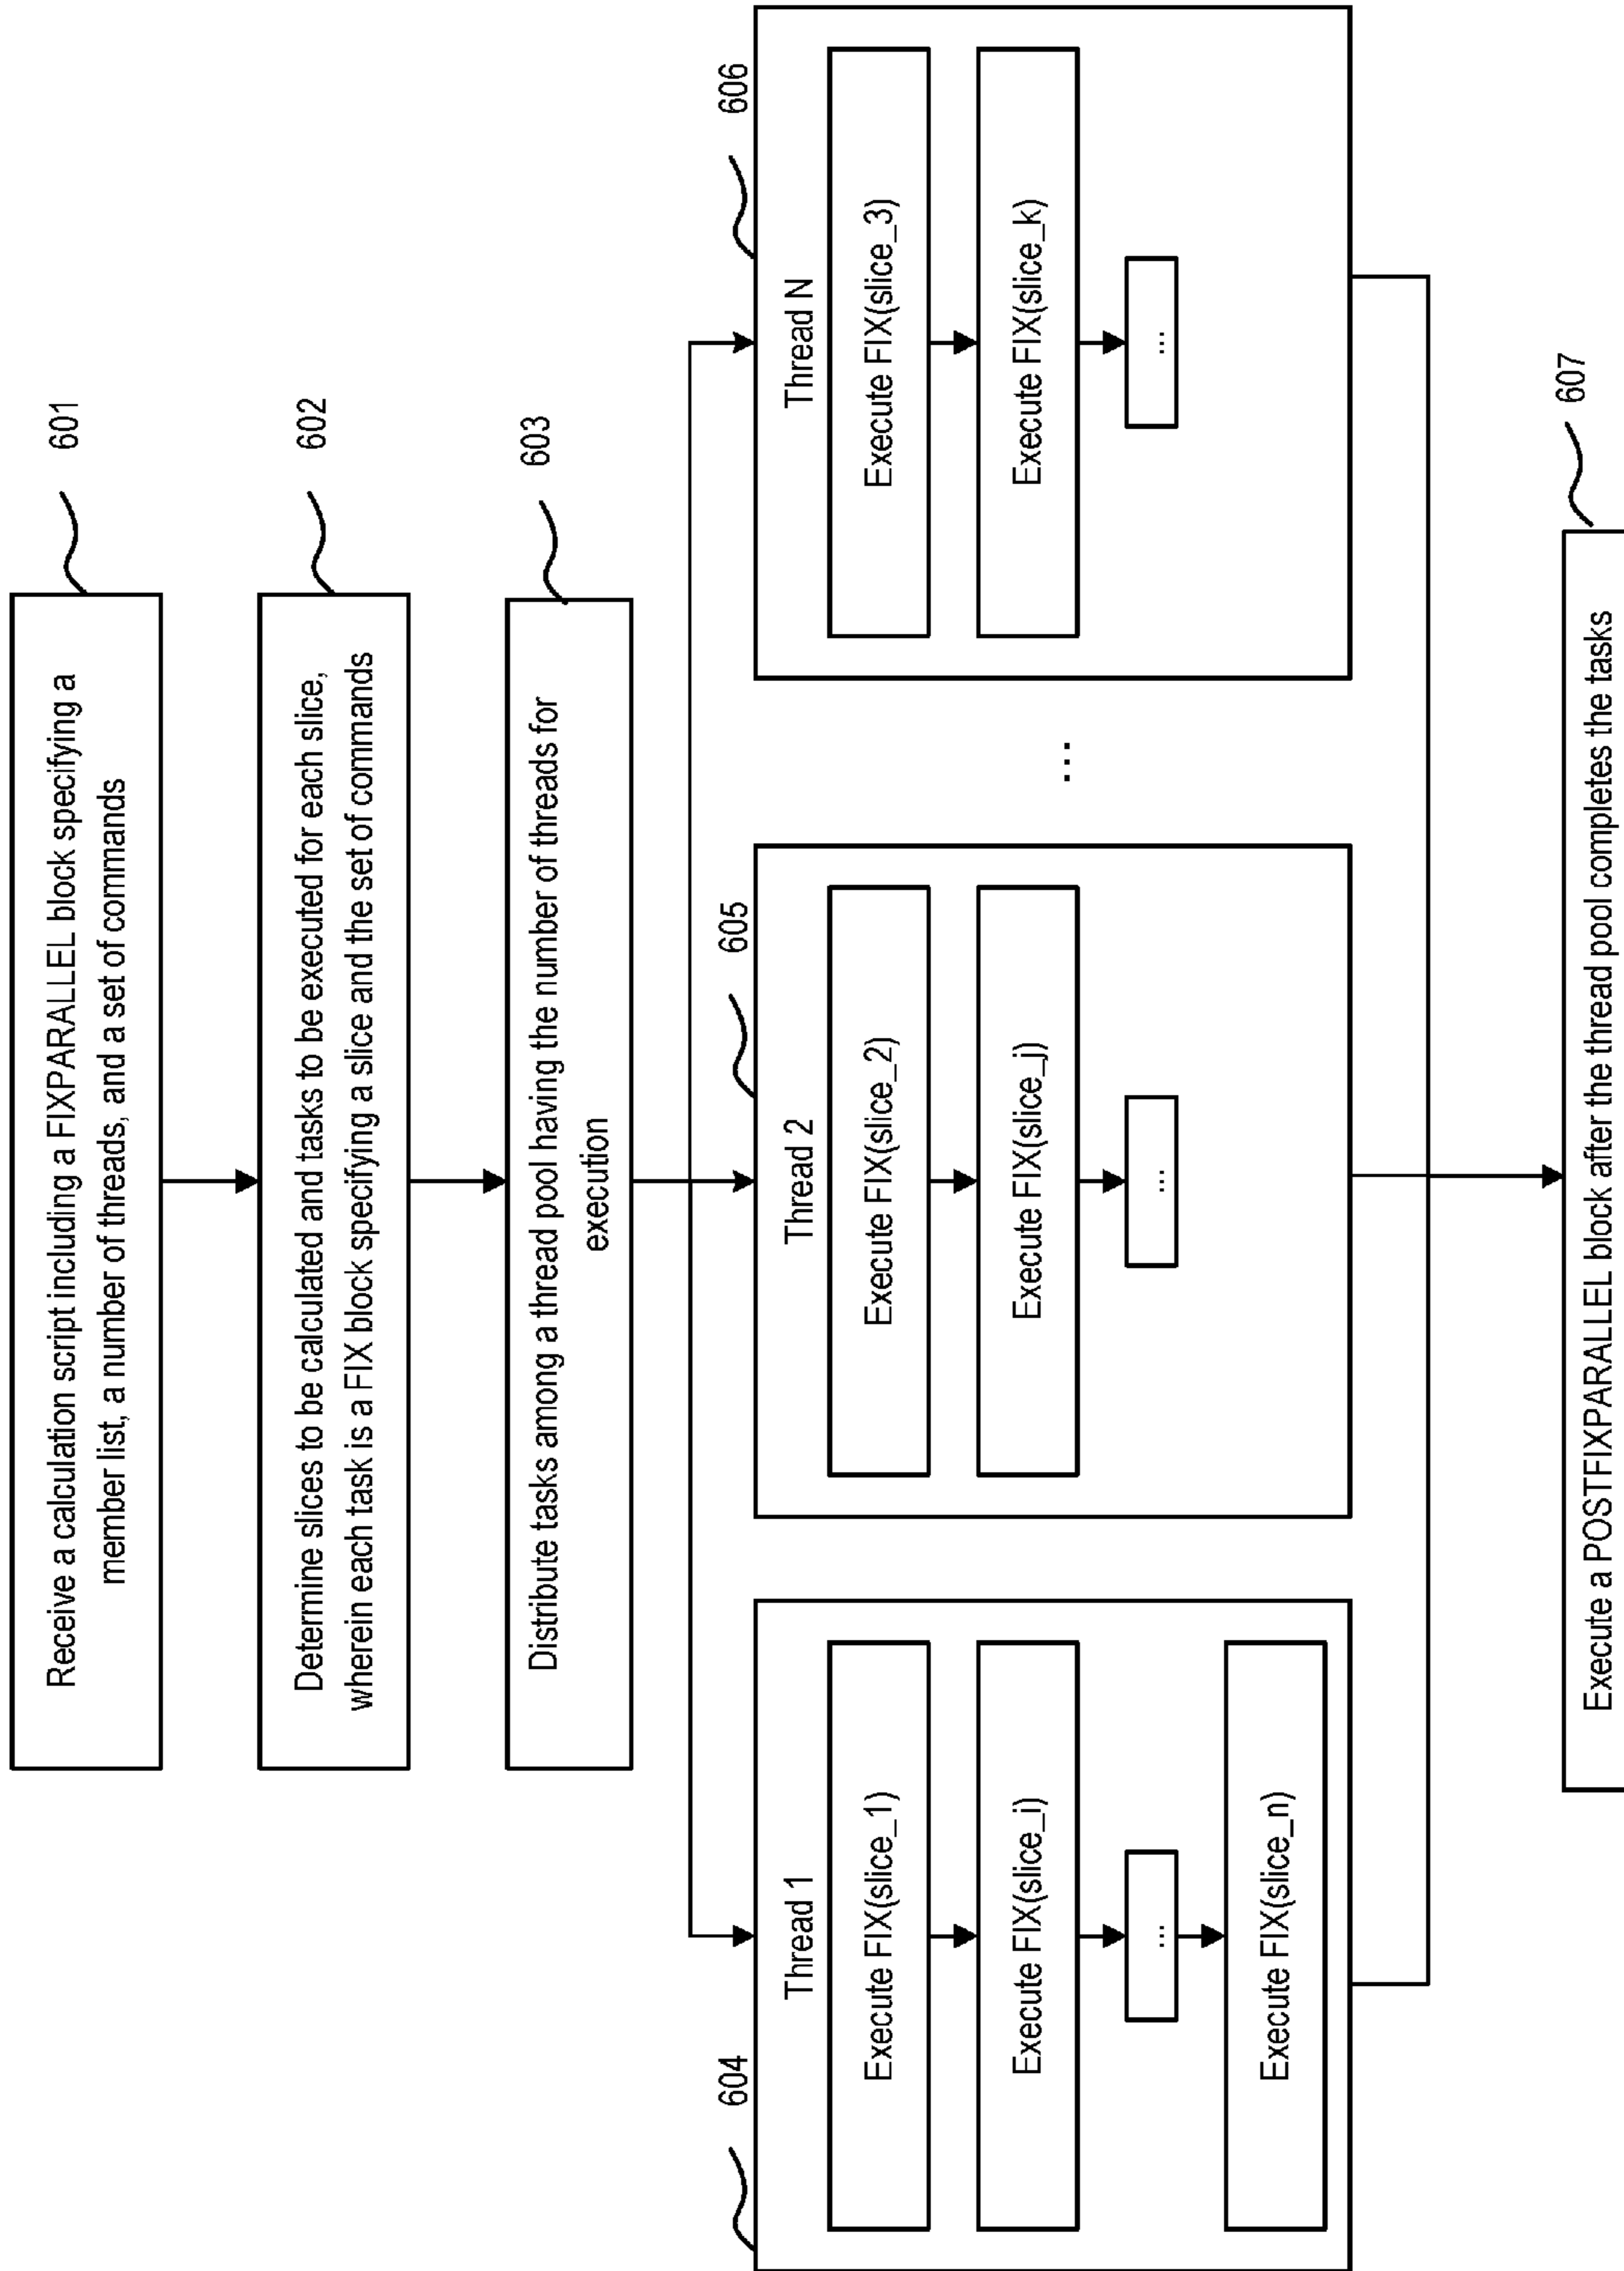 Receive a calculation script including a FIXPARALLEL block specifying a
member list, a number of threads, and a set of commands
601
Determine slices to be calculated and tasks to be executed for each slice,
wherein each task is a FIX block specifying a slice and the set of commands
602
Distribute tasks among a thread pool having the number of threads for
execution
603
604
Thread 1
Execute FIX(slice_1)
Execute FIX(slice_i)
...
Execute FIX(slice_n)
605
Thread 2
Execute FIX(slice_2)
Execute FIX(slice_j)
...
...
606
Thread N
Execute FIX(slice_3)
Execute FIX(slice_k)
...
Execute a POSTFIXPARALLEL block after the thread pool completes the tasks
607